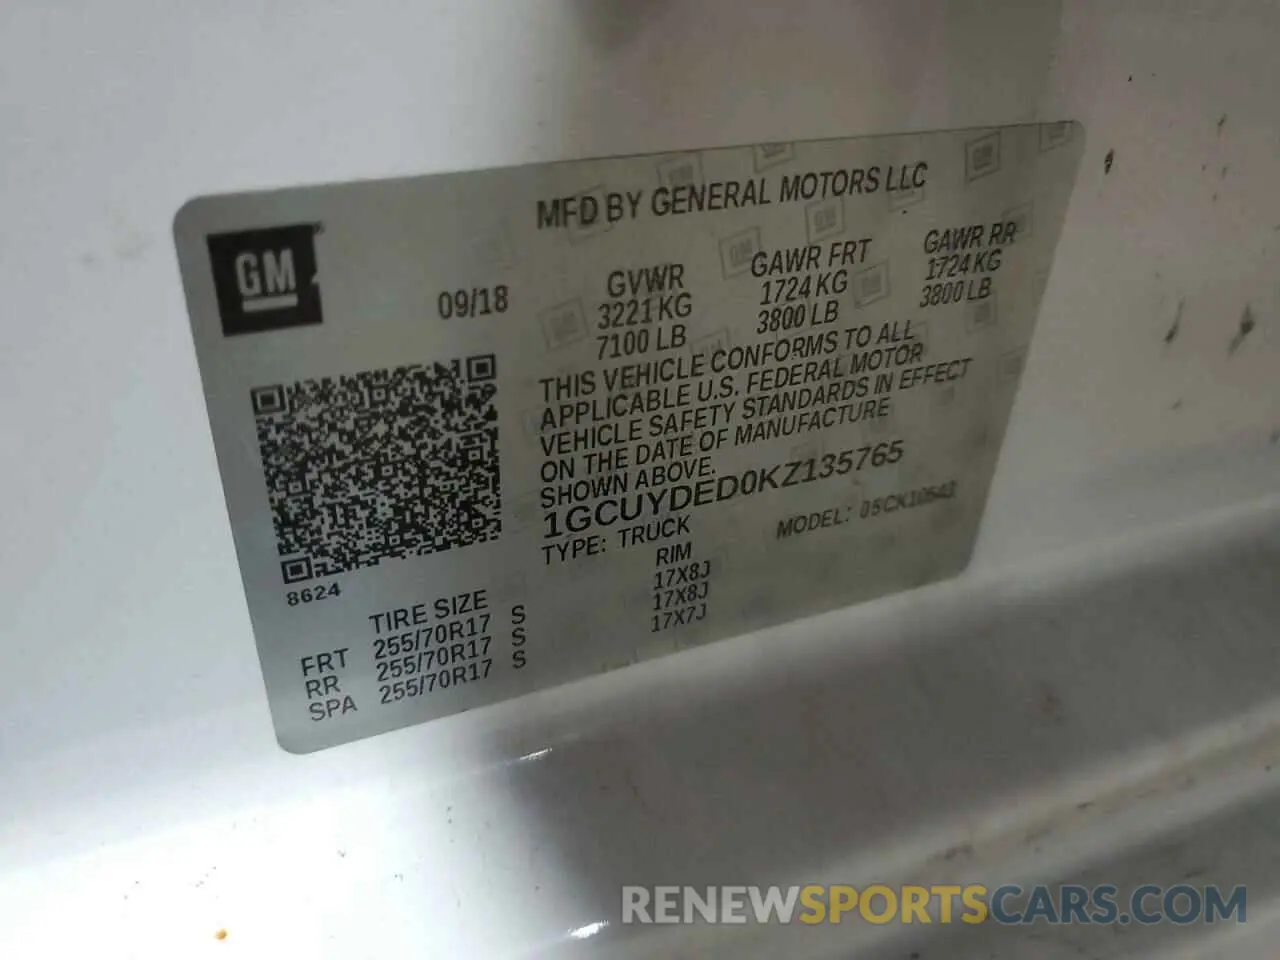 MFD BY GENERAL MOTORS LLC
GM
09/18
GVWR GAWR FRT GAWR RR
3221 KG 1724 KG 1724 KG
7100 LB 3800 LB 3800 LB
THIS VEHICLE CONFORMS TO ALL
APPLICABLE U.S. FEDERAL MOTOR
VEHICLE SAFETY STANDARDS IN EFFECT
ON THE DATE OF MANUFACTURE
SHOWN ABOVE.
1GCUYDED0KZ135765
TYPE: TRUCK MODEL:
8624
TIRE SIZE RIM
FRT 255/70R17 S 17X8J
RR 255/70R17 S 17X8J
SPA 255/70R17 S 17X7J
RENEWSPORTSCARS.COM